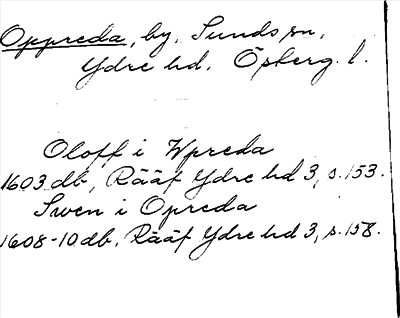 Oppreda, by, Sunds sn,
Ydre hd. Östergl.
Oloff i Wpreda
1603 db, Rääf Ydre hd 3, s. 153.
Swen i Opreda
1608-10 db, Rääf Ydre hd 3, s. 158.